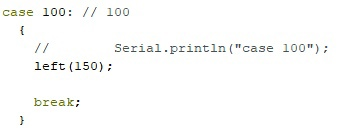 case 100: // 100
{
// Serial.println("case 100");
left(150);
break;
}